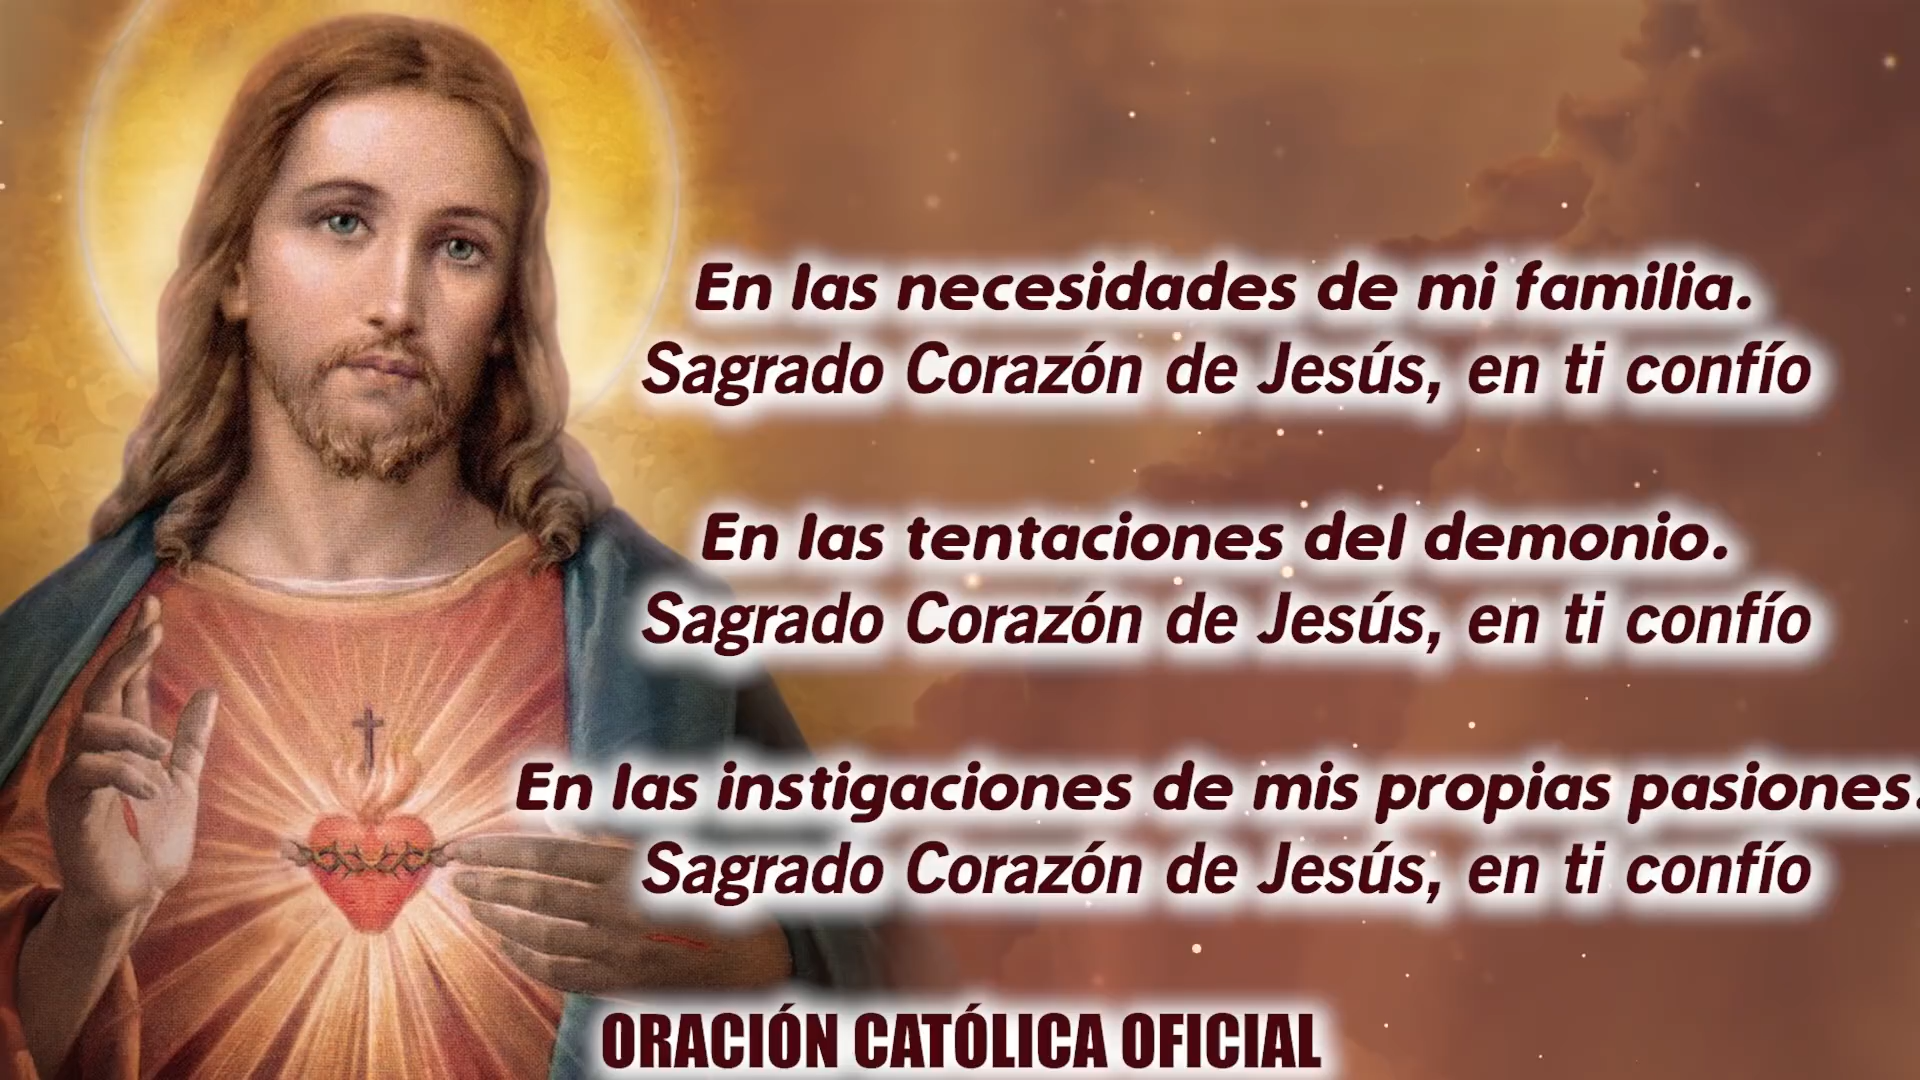 En las necesidades de mi familia.
Sagrado Corazón de Jesús, en ti confío
En las tentaciones del demonio.
Sagrado Corazón de Jesús, en ti confío
En las instigaciones de mis propias pasiones.
Sagrado Corazón de Jesús, en ti confío
ORACIÓN CATÓLICA OFICIAL